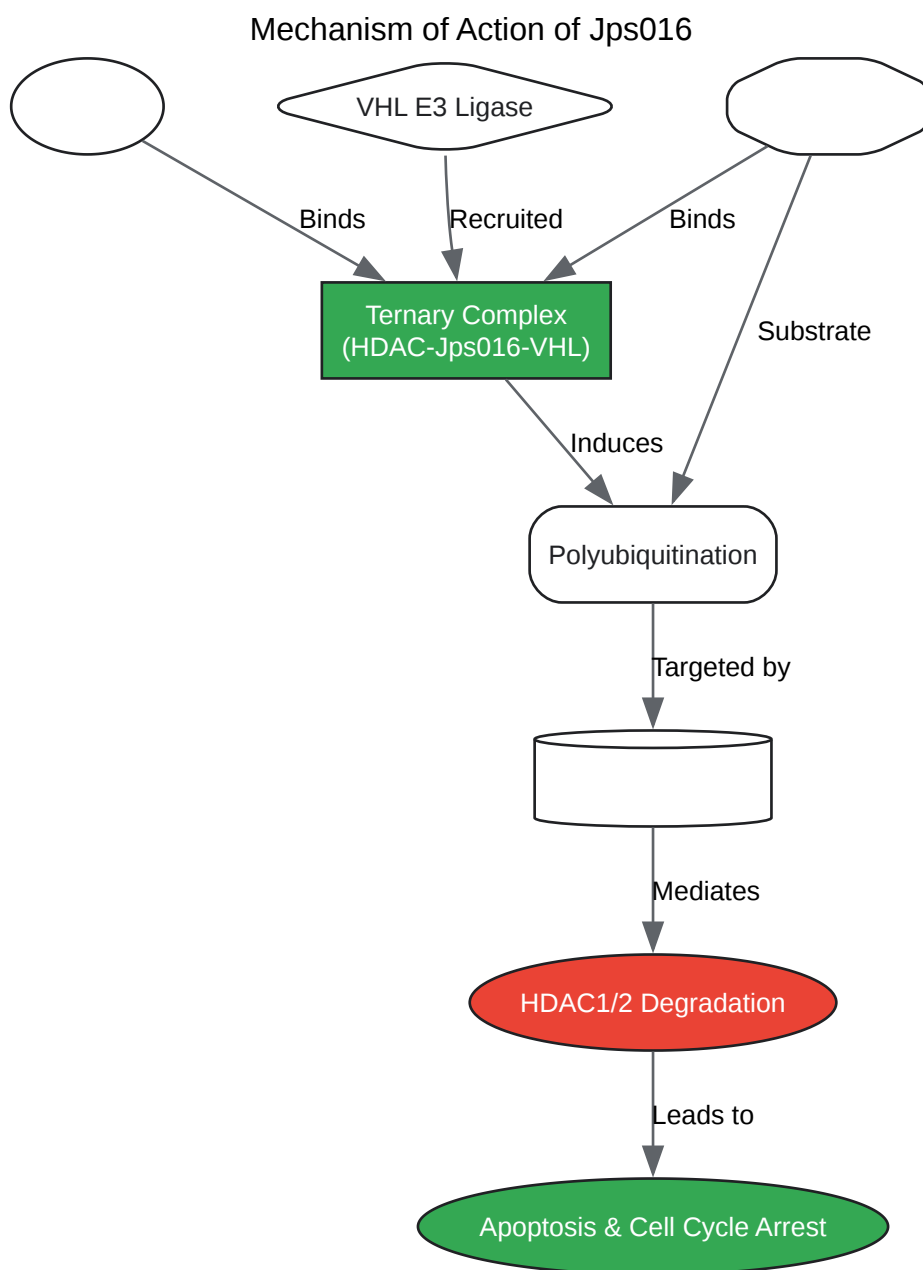 Mechanism of Action of Jps016
VHL E3 Ligase
Binds
Recruited
Binds
Ternary Complex
(HDAC-Jps016-VHL)
Substrate
Induces
Polyubiquitination
Targeted by
Mediates
HDAC1/2 Degradation
Leads to
Apoptosis & Cell Cycle Arrest